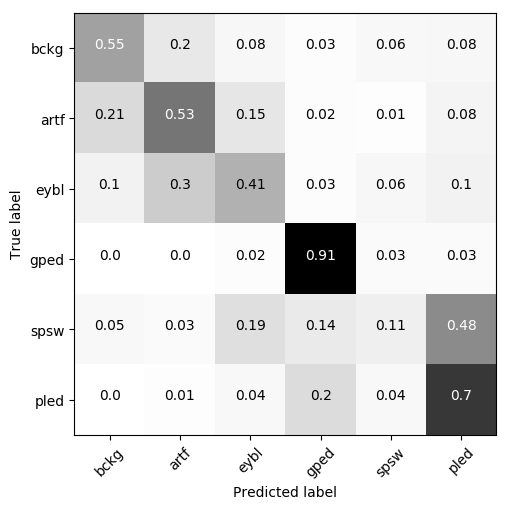 bckg 0.55 0.2 0.08 0.03 0.06 0.08
artf 0.21 0.53 0.15 0.02 0.01 0.08
eybl 0.1 0.3 0.41 0.03 0.06 0.1
gped 0.0 0.0 0.02 0.91 0.03 0.03
spsw 0.05 0.03 0.19 0.14 0.11 0.48
pled 0.0 0.01 0.04 0.2 0.04 0.7
True label
bckg artf eybl gped spsw pled
Predicted label